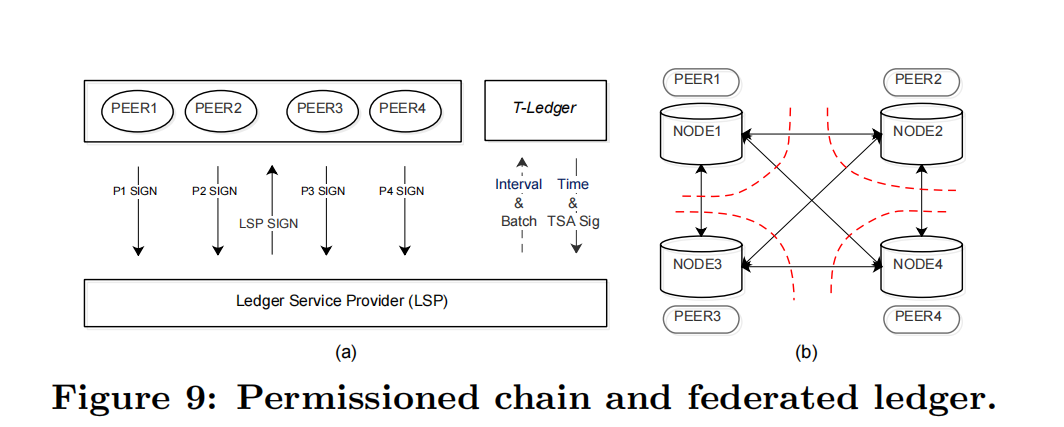 PEER1
PEER2
PEER3
PEER4
T-Ledger
P1 SIGN
P2 SIGN
LSP SIGN
P3 SIGN
P4 SIGN
Interval
&
Batch
Time
&
TSA Sig
Ledger Service Provider (LSP)
(a)
PEER1
PEER2
NODE1
NODE2
NODE3
NODE4
PEER3
PEER4
(b)
Figure 9: Permissioned chain and federated ledger.